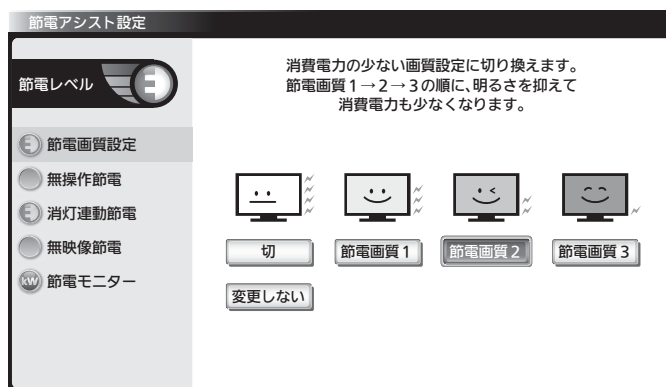 節電アシスト設定
節電レベル
E
節電画質設定
無操作節電
消灯連動節電
無映像節電
kW 節電モニター
消費電力の少ない画質設定に切り換えます。
節電画質1→2→3の順に、明るさを抑えて
消費電力も少なくなります。
切
節電画質1
節電画質2
節電画質3
変更しない